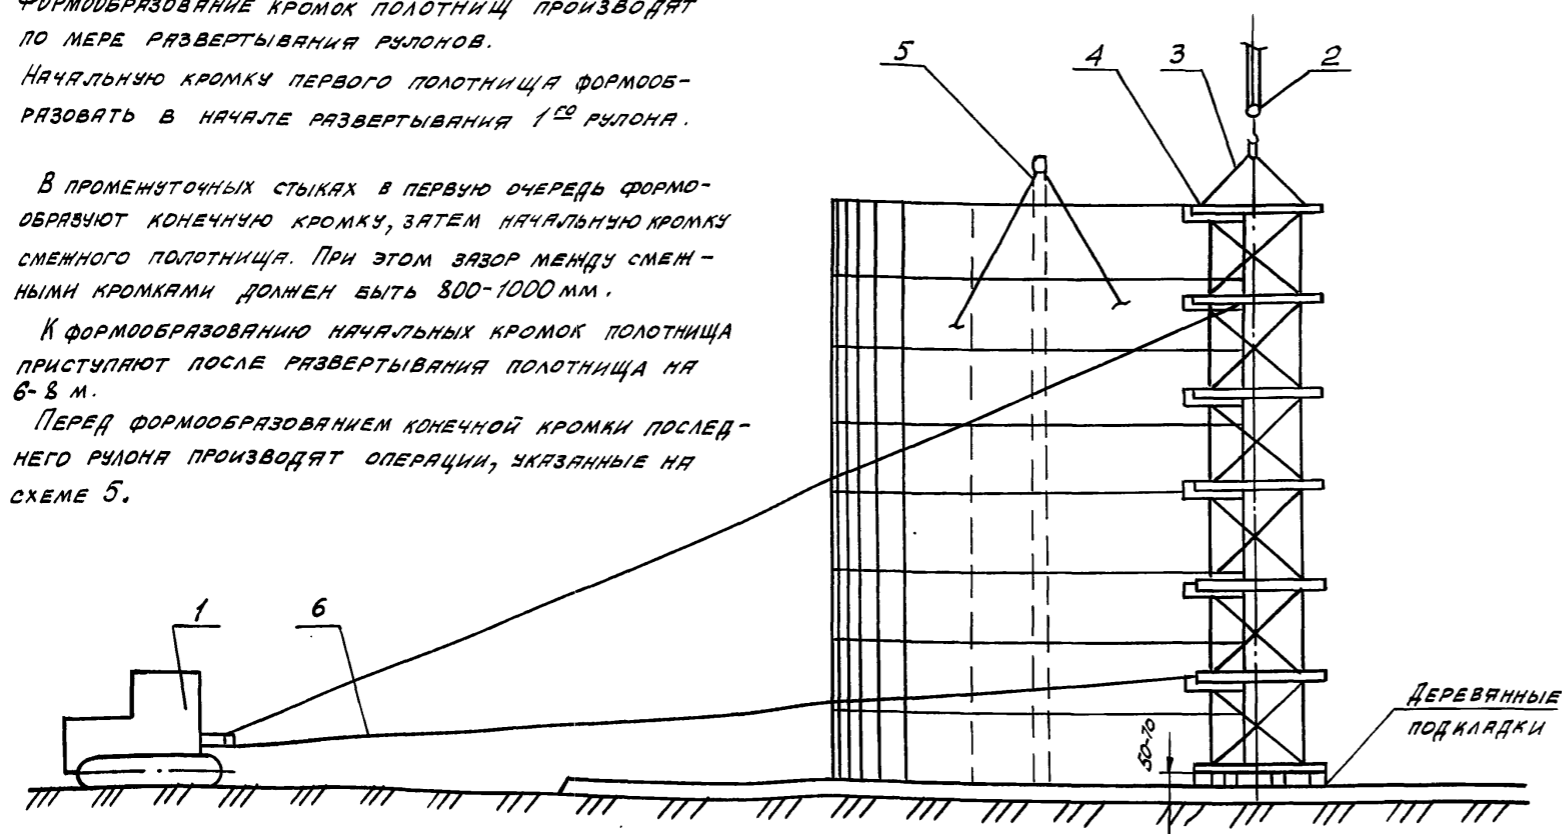 ФОРМООБРАЗОВАНИЕ КРОМОК ПОЛОТНИЩ ПРОИЗВОДЯТ
ПО МЕРЕ РАЗВЕРТЫВАНИЯ РУЛОНОВ.
НАЧАЛЬНУЮ КРОМКУ ПЕРВОГО ПОЛОТНИЩА ФОРМООБ-
РАЗОВАТЬ В НАЧАЛЕ РАЗВЕРТЫВАНИЯ 1ГО РУЛОНА.
В ПРОМЕЖУТОЧНЫХ СТЫКАХ В ПЕРВУЮ ОЧЕРЕДЬ ФОРМО-
ОБРАЗУЮТ КОНЕЧНУЮ КРОМКУ, ЗАТЕМ НАЧАЛЬНУЮ КРОМКУ
СМЕЖНОГО ПОЛОТНИЩА. ПРИ ЭТОМ ЗАЗОР МЕЖДУ СМЕЖ-
НЫМИ КРОМКАМИ ДОЛЖЕН БЫТЬ 800-1000 ММ.
К ФОРМООБРАЗОВАНИЮ НАЧАЛЬНЫХ КРОМОК ПОЛОТНИЩА
ПРИСТУПАЮТ ПОСЛЕ РАЗВЕРТЫВАНИЯ ПОЛОТНИЩА НА
6-8 М.
ПЕРЕД ФОРМООБРАЗОВАНИЕМ КОНЕЧНОЙ КРОМКИ ПОСЛЕД-
НЕГО РУЛОНА ПРОИЗВОДЯТ ОПЕРАЦИИ, УКАЗАННЫЕ НА
СХЕМЕ 5.
5
4
3
2
1
6
50-70
ДЕРЕВЯННЫЕ
ПОДКЛАДКИ